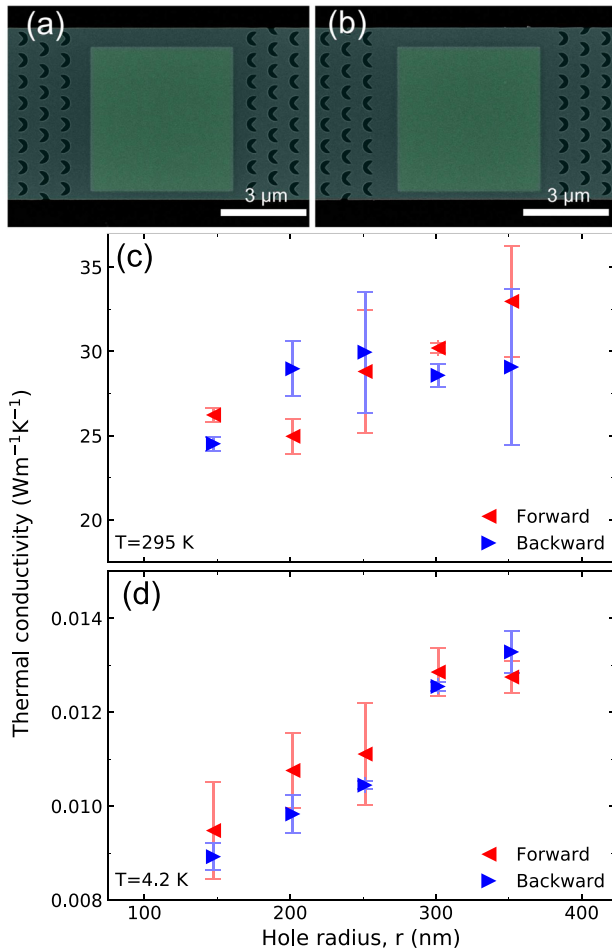 (a)
(b)
3 μm
3 μm
(c)
35
30
25
20
Forward
Backward
T=295 K
Thermal conductivity (Wm⁻¹K⁻¹)
(d)
0.014
0.012
0.010
0.008
Forward
Backward
T=4.2 K
100
200
300
400
Hole radius, r (nm)